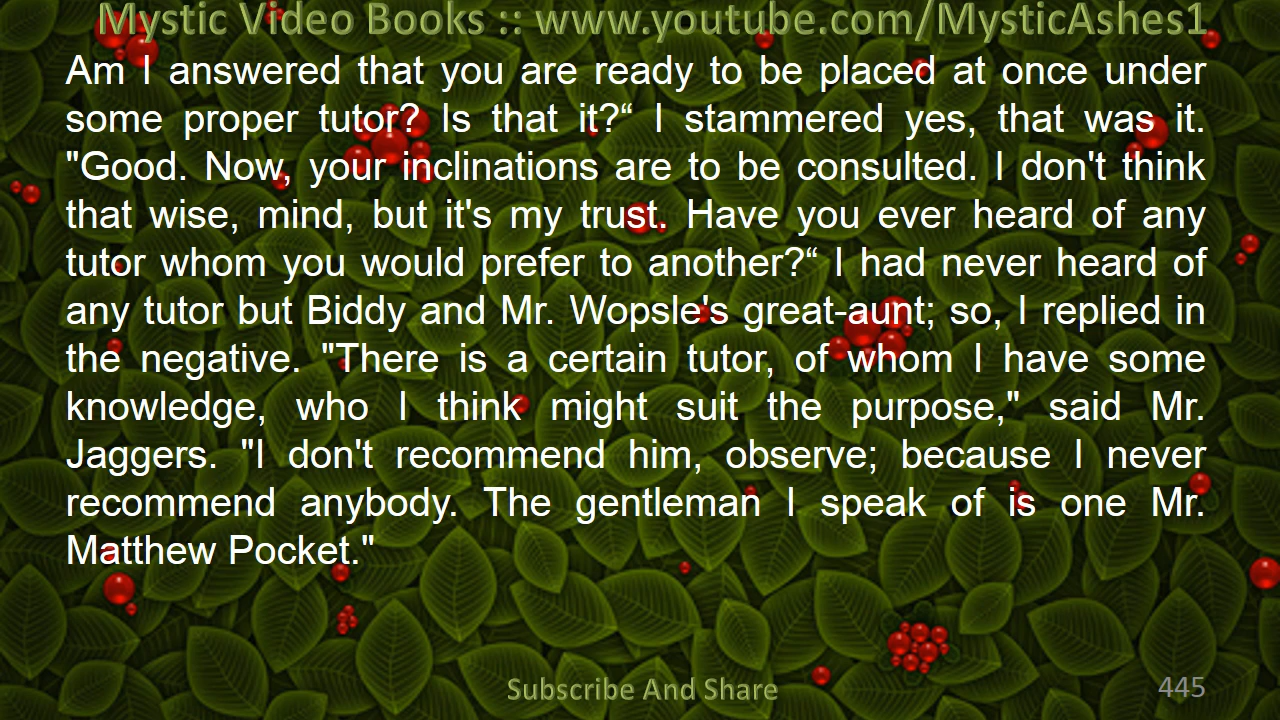 Mystic Video Books :: www.youtube.com/MysticAshes1
Am I answered that you are ready to be placed at once under
some proper tutor? Is that it?“ I stammered yes, that was it.
"Good. Now, your inclinations are to be consulted. I don't think
that wise, mind, but it's my trust. Have you ever heard of any
tutor whom you would prefer to another?“ I had never heard of
any tutor but Biddy and Mr. Wopsle's great-aunt; so, I replied in
the negative. "There is a certain tutor, of whom I have some
knowledge, who I think might suit the purpose," said Mr.
Jaggers. "I don't recommend him, observe; because I never
recommend anybody. The gentleman I speak of is one Mr.
Matthew Pocket."
Subscribe And Share
445